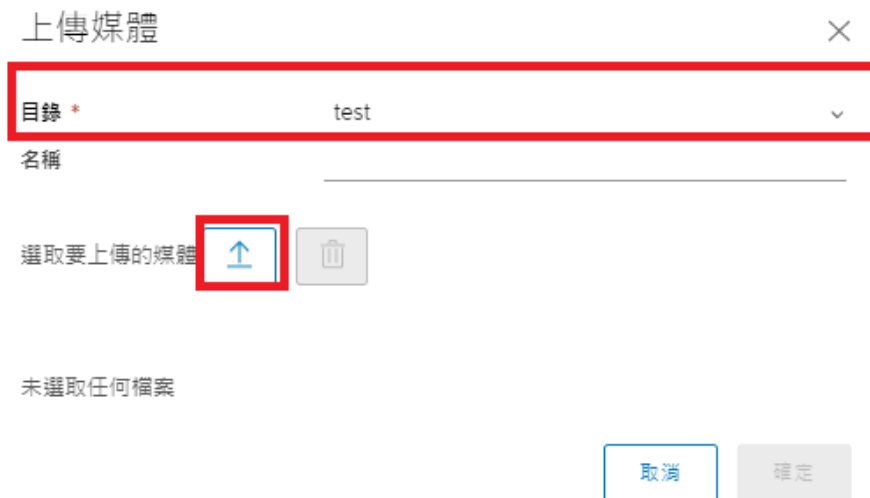 上傳媒體
目錄 * test
名稱
選取要上傳的媒體
未選取任何檔案
取消 確定